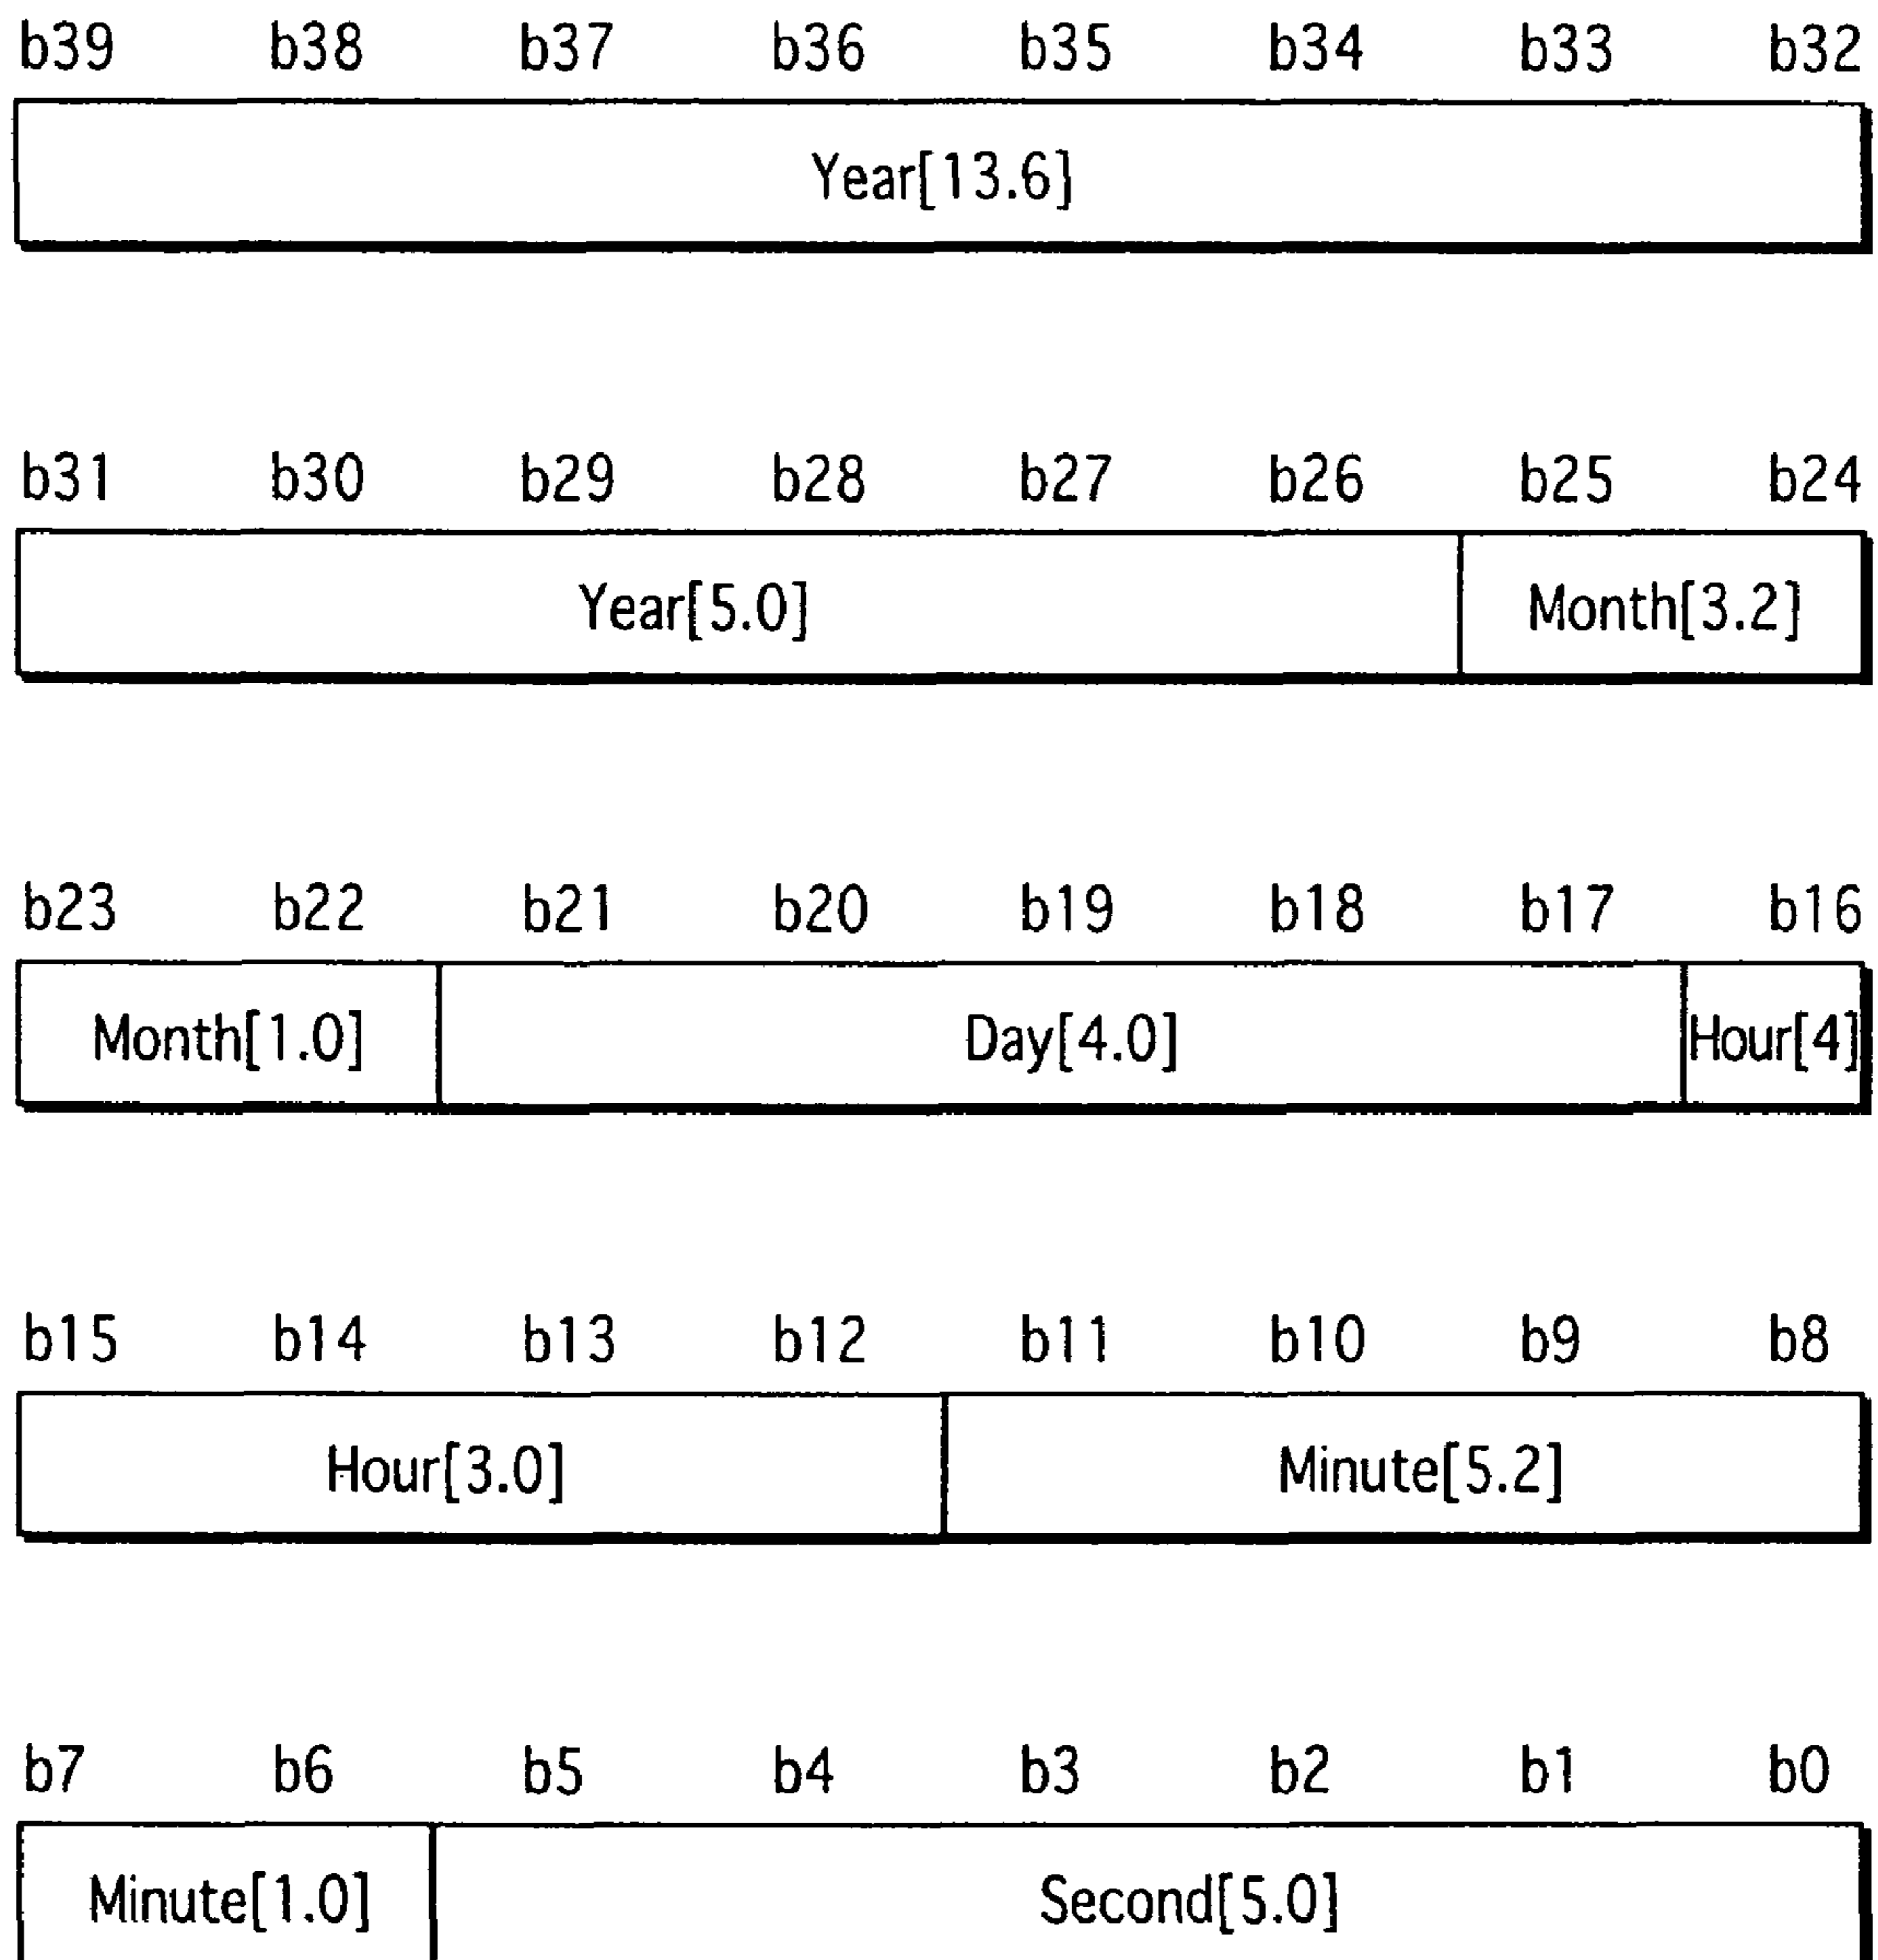 b39 b38 b37 b36 b35 b34 b33 b32
Year[13.6]
b31 b30 b29 b28 b27 b26 b25 b24
Year[5.0] Month[3.2]
b23 b22 b21 b20 b19 b18 b17 b16
Month[1.0] Day[4.0] Hour[4]
b15 b14 b13 b12 b11 b10 b9 b8
Hour[3.0] Minute[5.2]
b7 b6 b5 b4 b3 b2 b1 b0
Minute[1.0] Second[5.0]